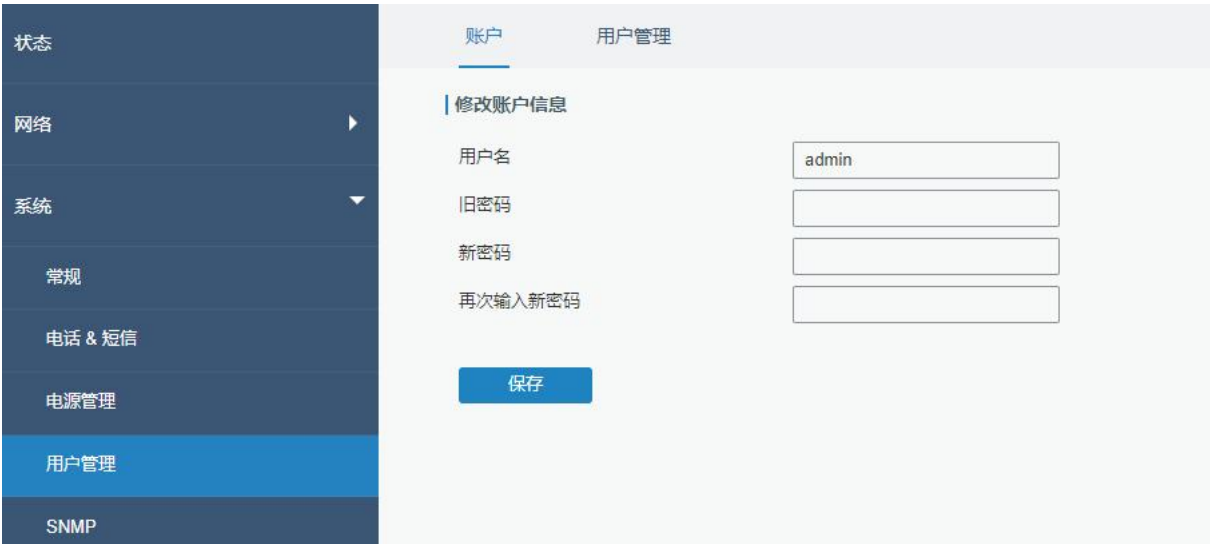 状态
网络
系统
常规
电话 & 短信
电源管理
用户管理
SNMP
账户
用户管理
修改账户信息
用户名
admin
旧密码
新密码
再次输入新密码
保存